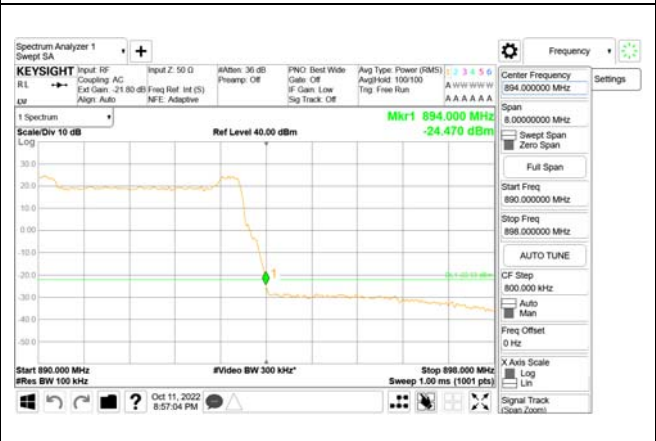 Spectrum Analyzer 1
Swept SA
+
Frequency
KEYSIGHT
RL
Input: RF
Coupling: AC
Ext Gain: -21.80 dB
Align: Auto
Input Z: 50 Ω
Freq Ref: Int (S)
NFE: Adaptive
#Atten: 36 dB
Preamp: Off
PNO: Best Wide
Gate: Off
IF Gain: Low
Sig Track: Off
Avg Type: Power (RMS)
Avg|Hold: 100/100
Trig: Free Run
1 2 3 4 5 6
A W W W W W
A A A A A A
1 Spectrum
Scale/Div 10 dB
Log
Ref Level 40.00 dBm
Mkr1 894.000 MHz
-24.470 dBm
30.0
20.0
10.0
0.00
-10.0
-20.0
-30.0
-40.0
-50.0
1
Start 890.000 MHz
#Res BW 100 kHz
#Video BW 300 kHz*
Stop 898.000 MHz
Sweep 1.00 ms (1001 pts)
Oct 11, 2022
8:57:04 PM
Center Frequency
894.000000 MHz
Settings
Span
8.00000000 MHz
Swept Span
Zero Span
Full Span
Start Freq
890.000000 MHz
Stop Freq
898.000000 MHz
AUTO TUNE
CF Step
800.000 kHz
Auto
Man
Freq Offset
0 Hz
X Axis Scale
Log
Lin
Signal Track
(Span Zoom)